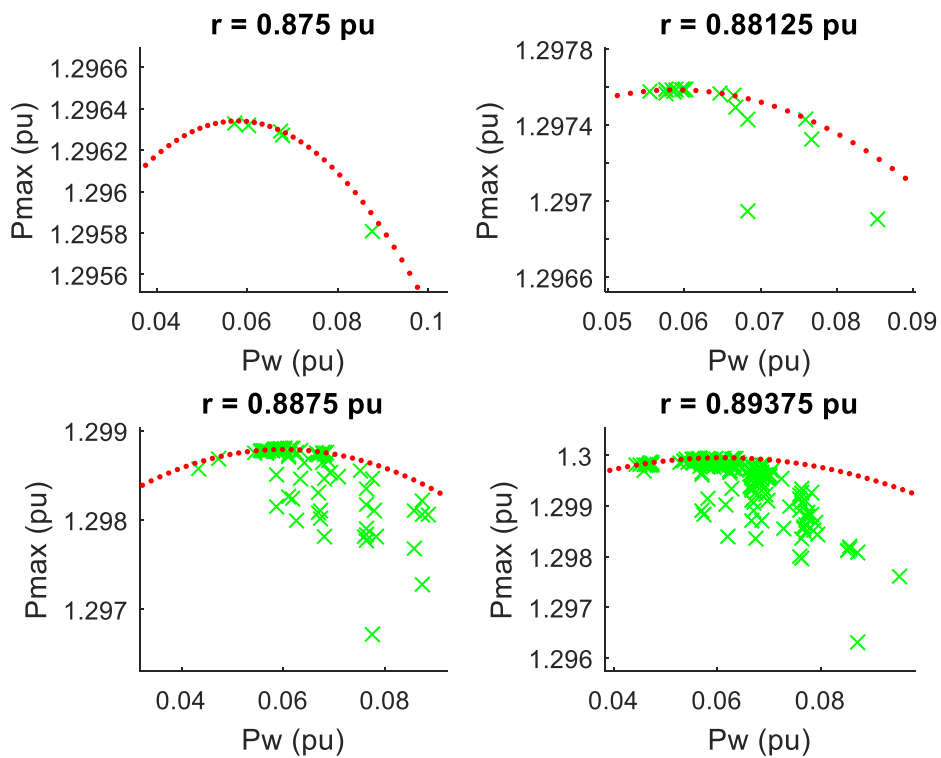 r = 0.875 pu
Pmax (pu)
1.2966
1.2964
1.2962
1.296
1.2958
1.2956
0.04
0.06
0.08
0.1
Pw (pu)
r = 0.88125 pu
Pmax (pu)
1.2978
1.2974
1.297
1.2966
0.05
0.06
0.07
0.08
0.09
Pw (pu)
r = 0.8875 pu
Pmax (pu)
1.299
1.298
1.297
0.04
0.06
0.08
Pw (pu)
r = 0.89375 pu
Pmax (pu)
1.3
1.299
1.298
1.297
1.296
0.04
0.06
0.08
Pw (pu)